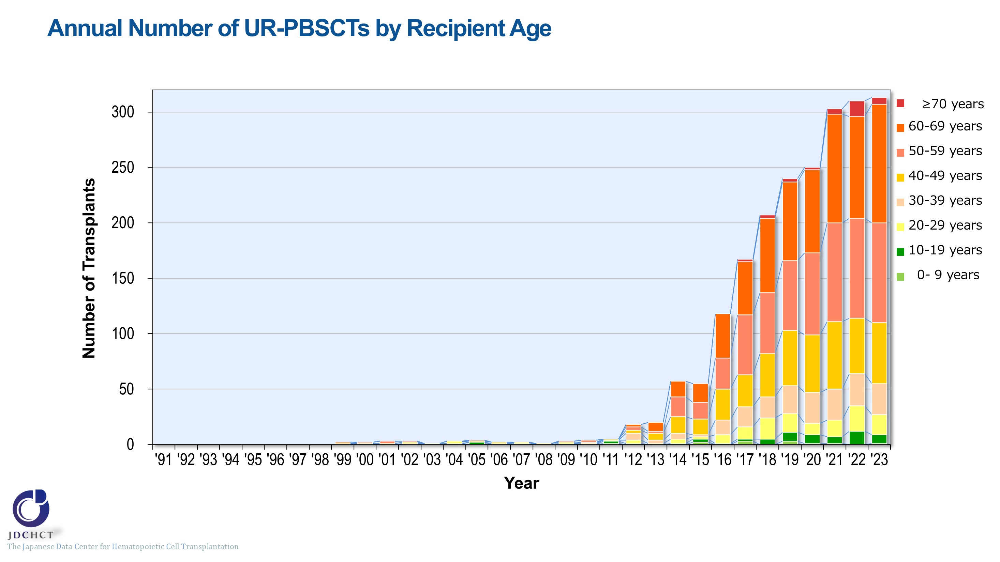 Annual Number of UR-PBSCTs by Recipient Age
Number of Transplants
300
250
200
150
100
50
0
'91 '92 '93 '94 '95 '96 '97 '98 '99 '00 '01 '02 '03 '04 '05 '06 '07 '08 '09 '10 '11 '12 '13 '14 '15 '16 '17 '18 '19 '20 '21 '22 '23
Year
≥70 years
60-69 years
50-59 years
40-49 years
30-39 years
20-29 years
10-19 years
0- 9 years
JDCHCT
The Japanese Data Center for Hematopoietic Cell Transplantation